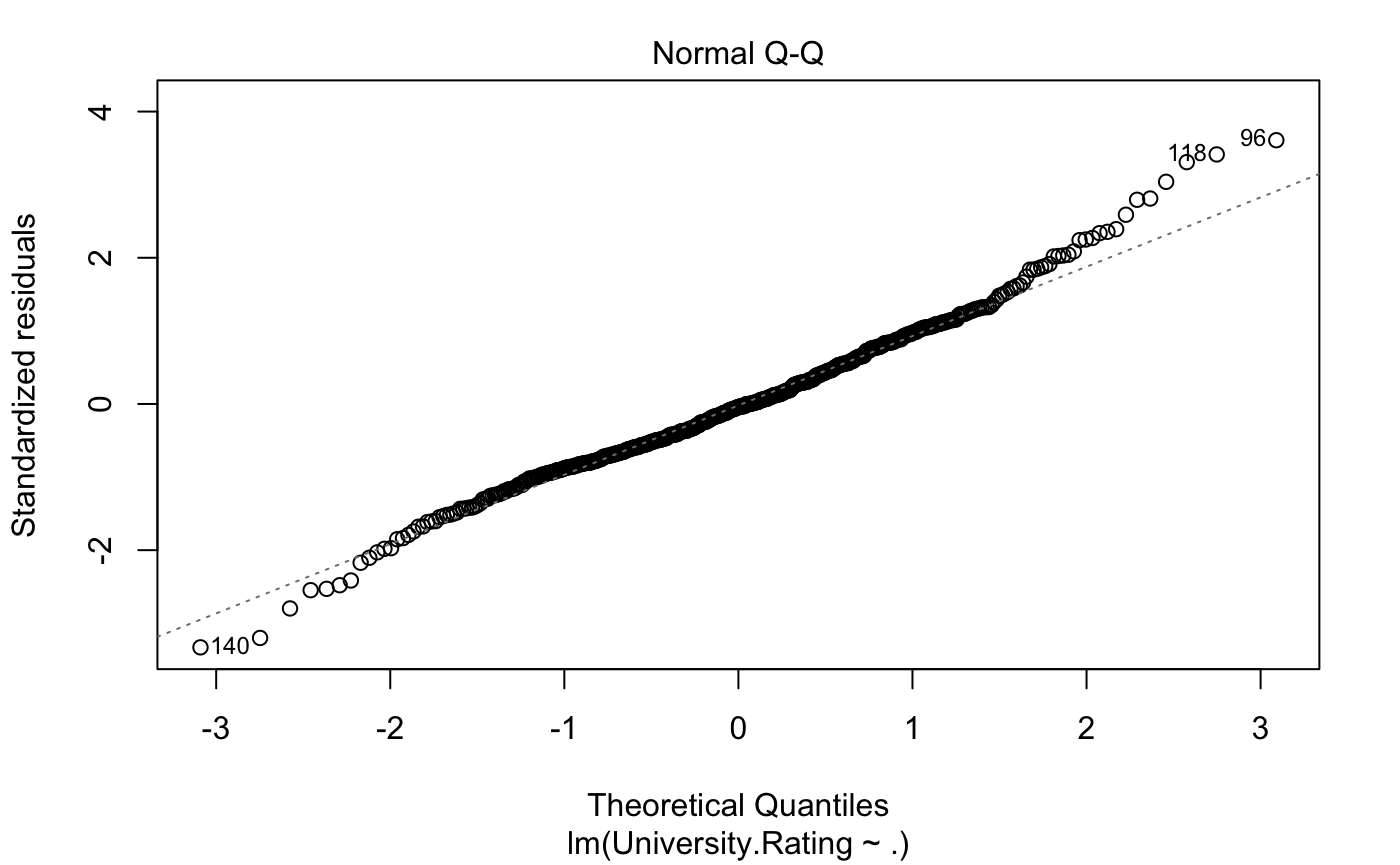 Normal Q-Q
Standardized residuals
4
2
0
-2
118
96
140
-3 -2 -1 0 1 2 3
Theoretical Quantiles
lm(University.Rating ~ .)